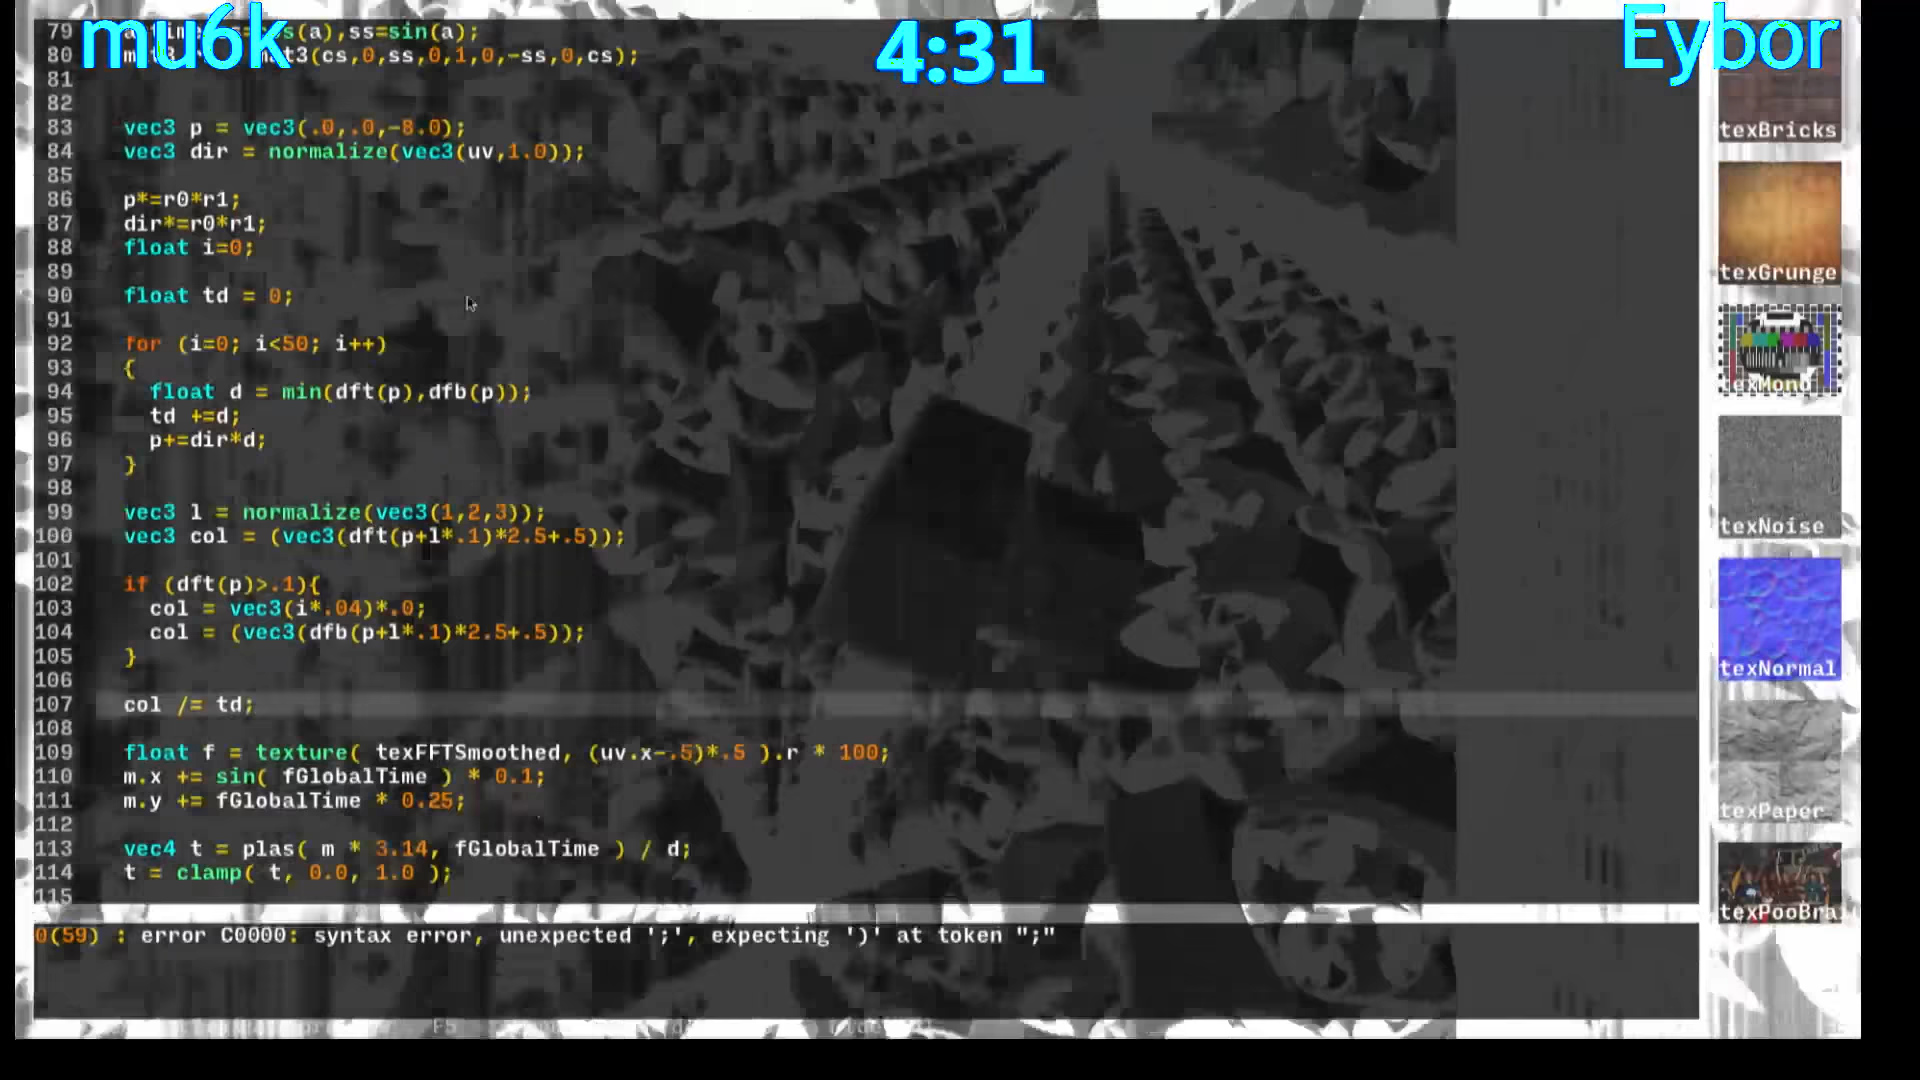 mu6k
4:31
Eybor
79 s(a),ss=sin(a);
80 mat3(cs,0,ss,0,1,0,-ss,0,cs);
81
82
83 vec3 p = vec3(.0,.0,-8.0);
84 vec3 dir = normalize(vec3(uv,1.0));
85
86 p*=r0*r1;
87 dir*=r0*r1;
88 float i=0;
89
90 float td = 0;
91
92 for (i=0; i<50; i++)
93 {
94 float d = min(dft(p),dfb(p));
95 td +=d;
96 p+=dir*d;
97 }
98
99 vec3 l = normalize(vec3(1,2,3));
100 vec3 col = (vec3(dft(p+l*.1)*2.5+.5));
101
102 if (dft(p)>.1){
103 col = vec3(i*.04)*.0;
104 col = (vec3(dfb(p+l*.1)*2.5+.5));
105 }
106
107 col /= td;
108
109 float f = texture( texFFTSmoothed, (uv.x-.5)*.5 ).r * 100;
110 m.x += sin( fGlobalTime ) * 0.1;
111 m.y += fGlobalTime * 0.25;
112
113 vec4 t = plas( m * 3.14, fGlobalTime ) / d;
114 t = clamp( t, 0.0, 1.0 );
115
0(59) : error C0000: syntax error, unexpected ';', expecting ')' at token ";"
texBricks
texGrunge
texMono
texNoise
texNormal
texPaper
texPooBra